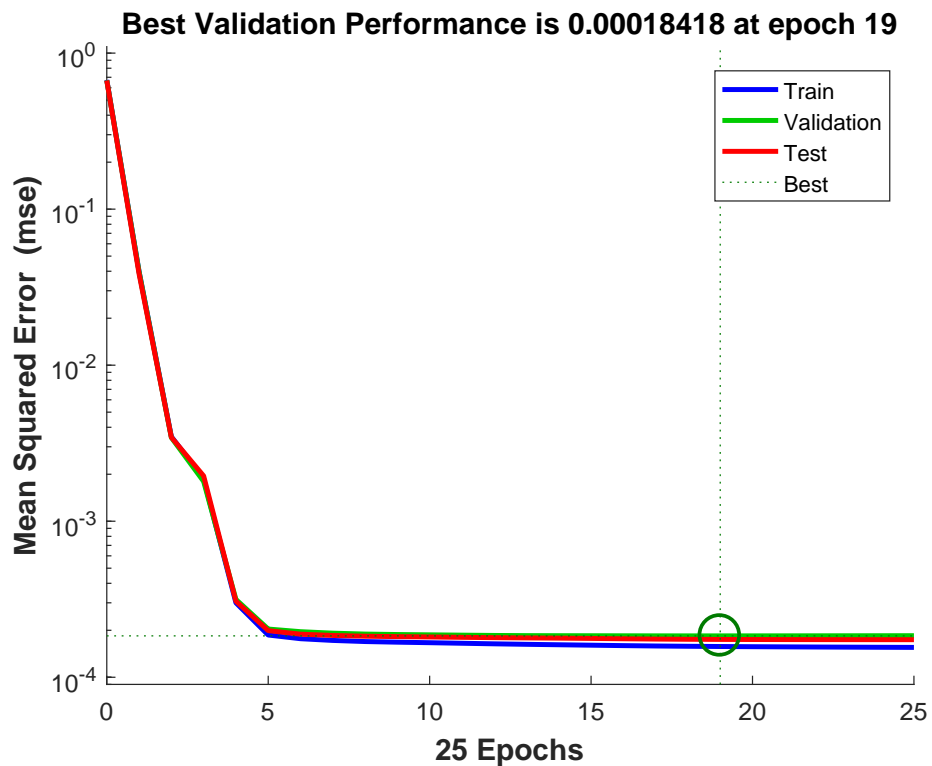 Best Validation Performance is 0.00018418 at epoch 19
10^0
10^-1
10^-2
10^-3
10^-4
Mean Squared Error (mse)
Train
Validation
Test
Best
0 5 10 15 20 25
25 Epochs